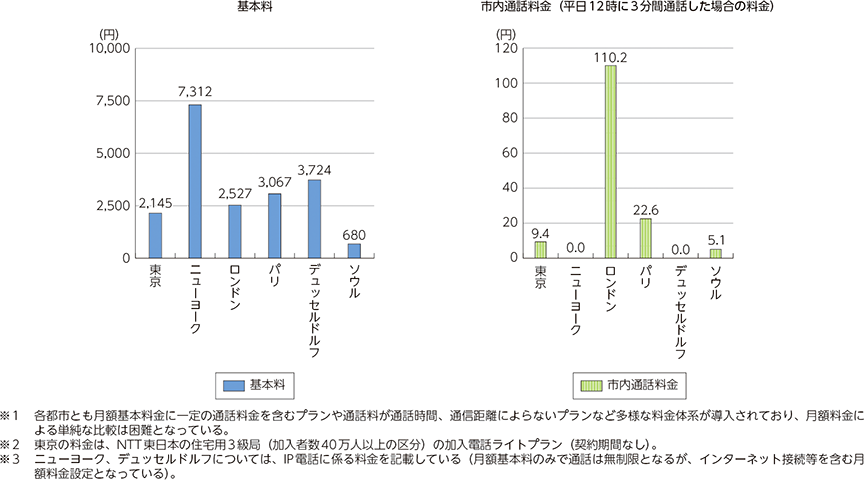 基本料
(円)
10,000
7,500
5,000
2,500
0
2,145
7,312
2,527
3,067
3,724
680
東京
ニューヨーク
ロンドン
パリ
デュッセルドルフ
ソウル
基本料
市内通話料金（平日12時に3分間通話した場合の料金）
(円)
120
100
80
60
40
20
0
9.4
0.0
110.2
22.6
0.0
5.1
東京
ニューヨーク
ロンドン
パリ
デュッセルドルフ
ソウル
市内通話料金
※1 各都市とも月額基本料金に一定の通話料金を含むプランや通話料が通話時間、通信距離によらないプランなど多様な料金体系が導入されており、月額料金に
よる単純な比較は困難となっている。
※2 東京の料金は、NTT東日本の住宅用3級局（加入者数40万人以上の区分）の加入電話ライトプラン（契約期間なし）。
※3 ニューヨーク、デュッセルドルフについては、IP電話に係る料金を記載している（月額基本料のみで通話は無制限となるが、インターネット接続等を含む月
額料金設定となっている）。